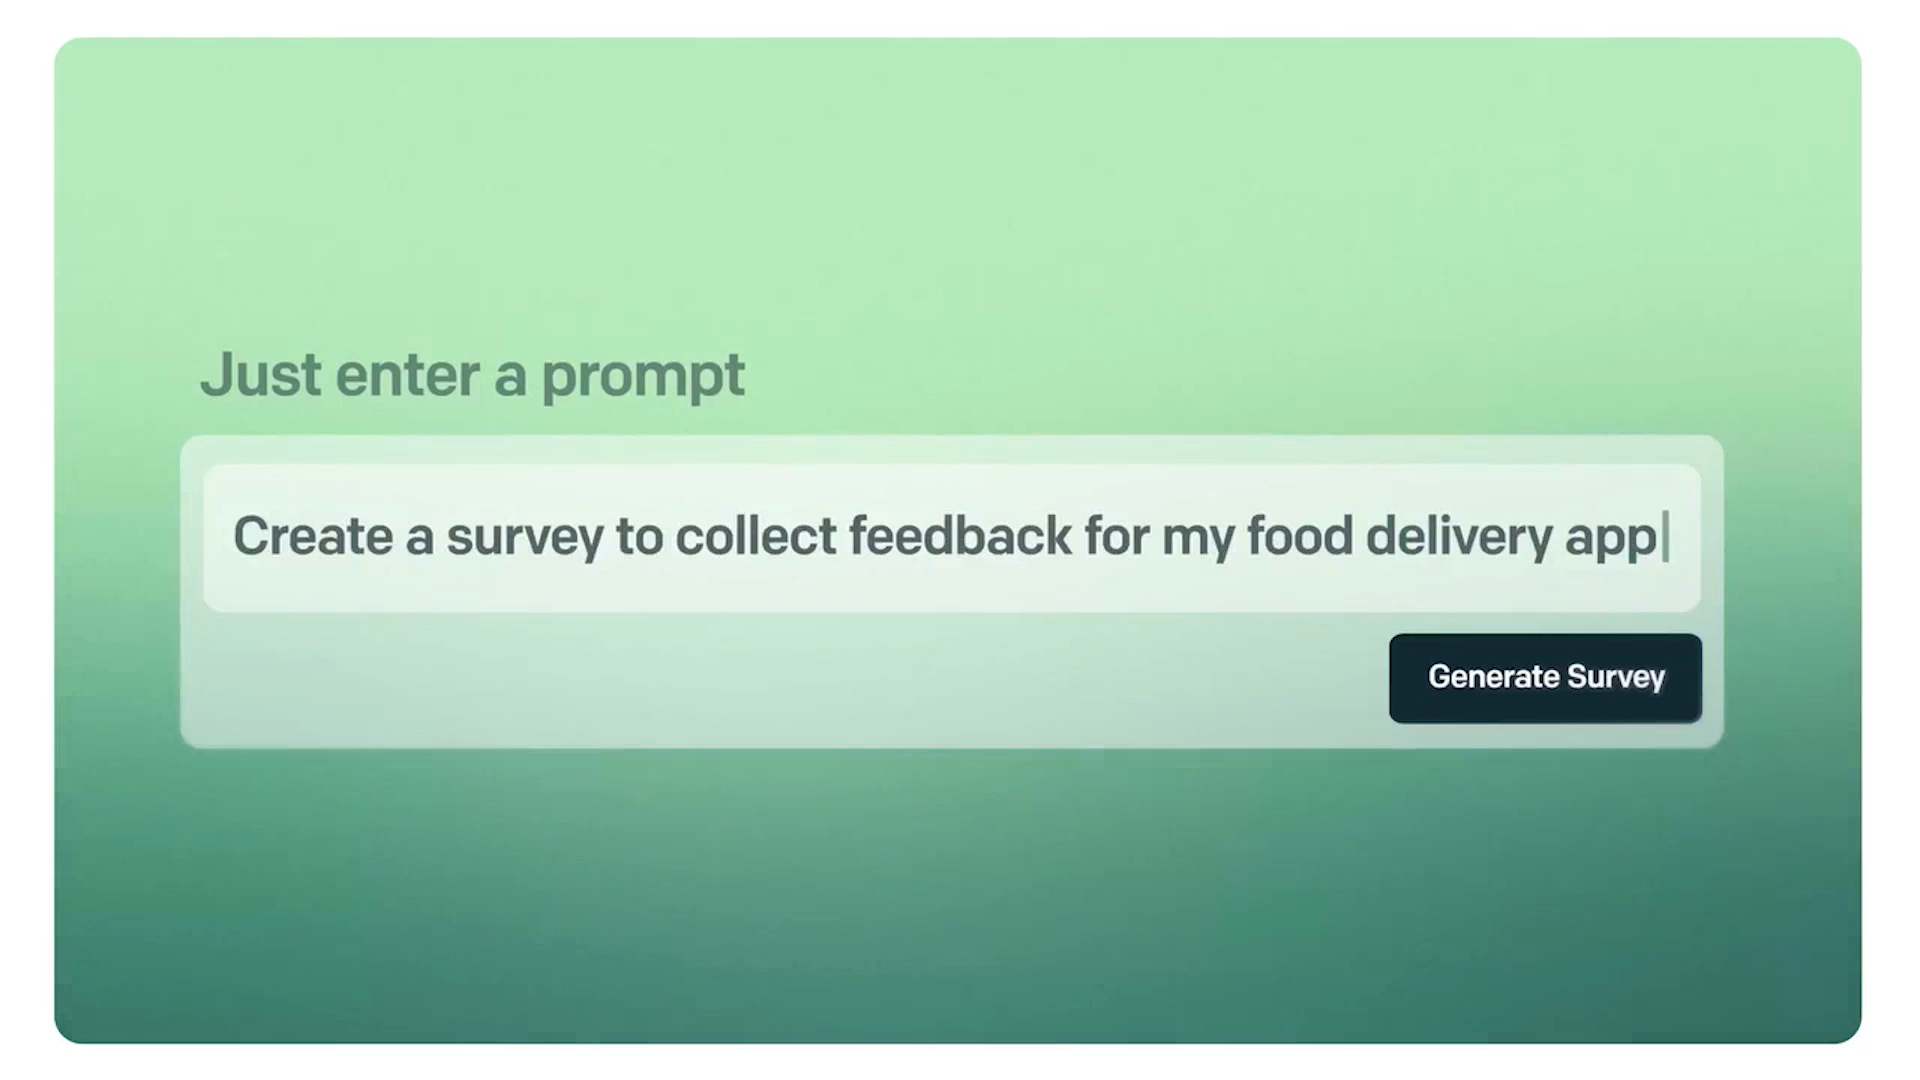 Just enter a prompt
Create a survey to collect feedback for my food delivery app
Generate Survey